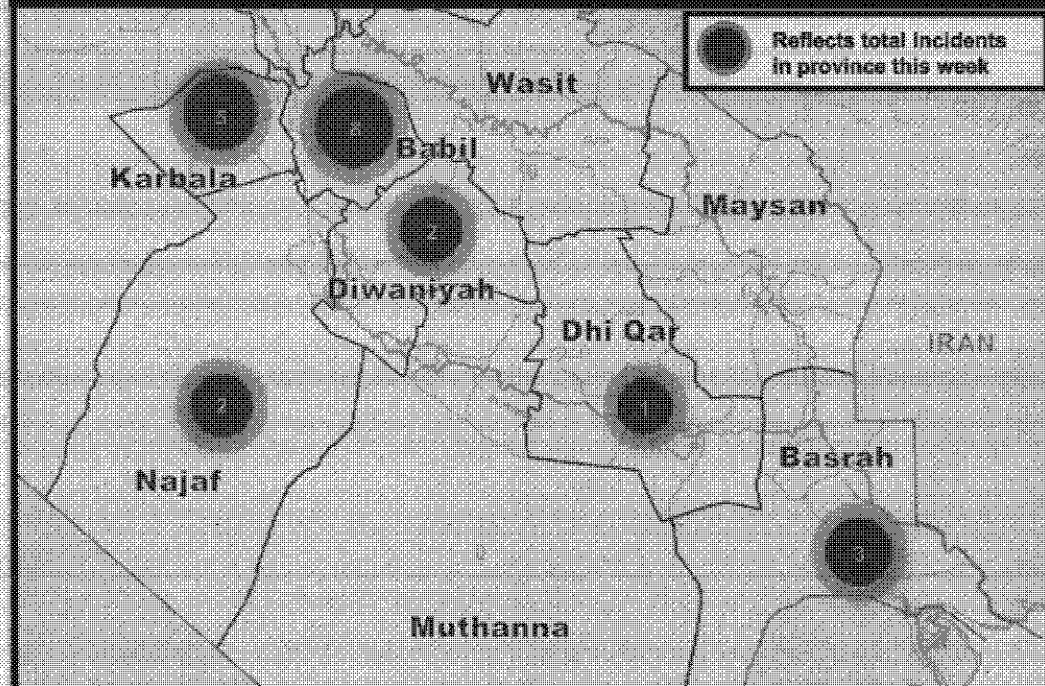 Reflects total incidents
in province this week
Wasit
5
Babil
Karbala
Maysan
2
Diwaniyah
Dhi Qar
IRAN
2
1
Basrah
Najaf
3
Muthanna